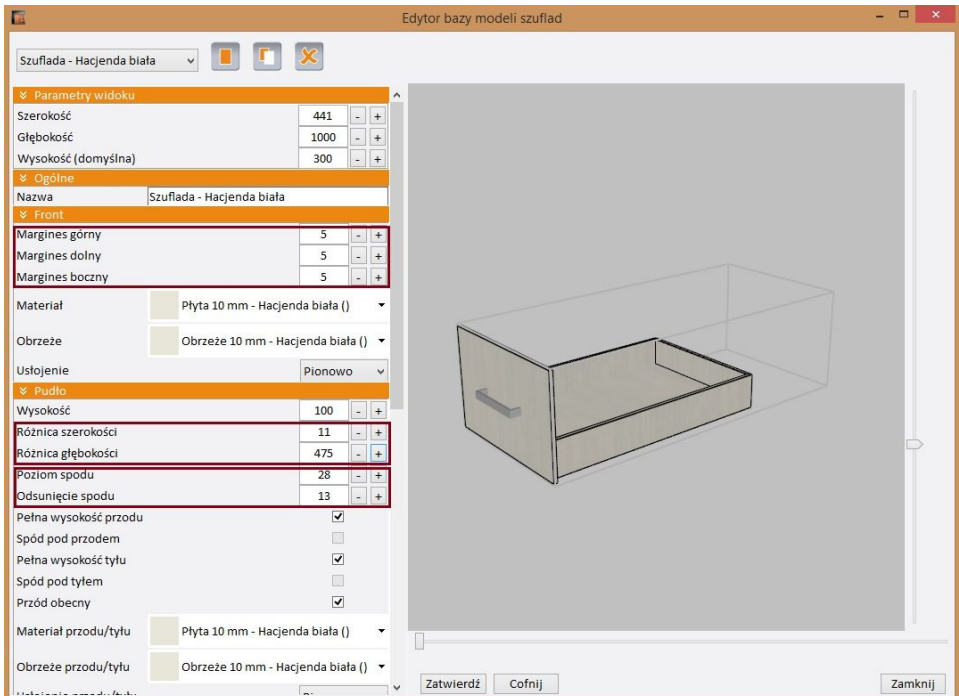 Edytor bazy modeli szuflad
Szuflada - Hacjenda biała
Parametry widoku
Szerokość 441 - +
Głębokość 1000 - +
Wysokość (domyślna) 300 - +
Ogólne
Nazwa Szuflada - Hacjenda biała
Front
Margines górny 5 - +
Margines dolny 5 - +
Margines boczny 5 - +
Materiał Płyta 10 mm - Hacjenda biała ()
Obrzeże Obrzeże 10 mm - Hacjenda biała ()
Usłojenie Pionowo
Pudło
Wysokość 100 - +
Różnica szerokości 11 - +
Różnica głębokości 475 - +
Poziom spodu 28 - +
Odsunięcie spodu 13 - +
Pełna wysokość przodu
Spód pod przodem
Pełna wysokość tyłu
Spód pod tyłem
Przód obecny
Materiał przodu/tyłu Płyta 10 mm - Hacjenda biała ()
Obrzeże przodu/tyłu Obrzeże 10 mm - Hacjenda biała ()
Zatwierdź Cofnij Zamknij